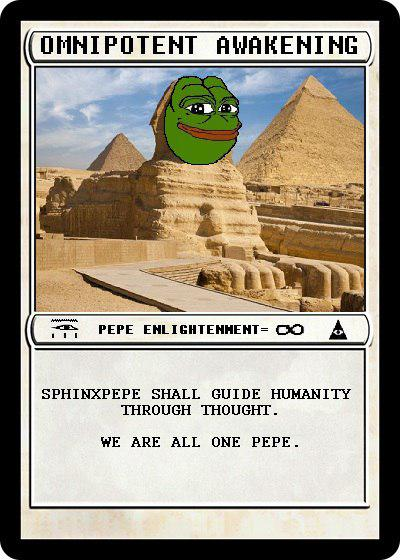 OMNIPOTENT AWAKENING
PEPE ENLIGHTENMENT= ∞
SPHINXPEPE SHALL GUIDE HUMANITY
THROUGH THOUGHT.
WE ARE ALL ONE PEPE.